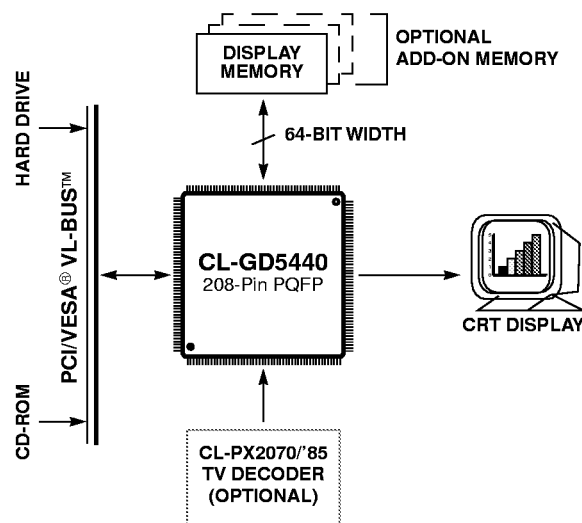 DISPLAY
MEMORY
OPTIONAL
ADD-ON MEMORY
64-BIT WIDTH
HARD DRIVE
PCI/VESA® VL-BUS™
CD-ROM
CL-GD5440
208-Pin PQFP
CRT DISPLAY
CL-PX2070/'85
TV DECODER
(OPTIONAL)